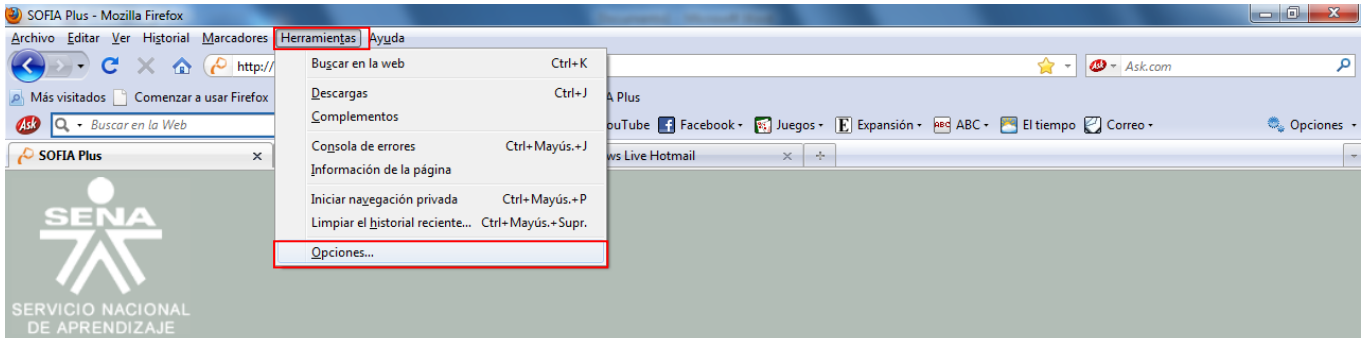 SOFIA Plus - Mozilla Firefox
Archivo Editar Ver Historial Marcadores Herramientas Ayuda
http://
Ask.com
Más visitados Comenzar a usar Firefox
A Plus
Ask Buscar en la Web
ouTube Facebook Juegos Expansión ABC El tiempo Correo Opciones
SOFIA Plus
ws Live Hotmail
Buscar en la web Ctrl+K
Descargas Ctrl+J
Complementos
Consola de errores Ctrl+Mayús.+J
Información de la página
Iniciar navegación privada Ctrl+Mayús.+P
Limpiar el historial reciente... Ctrl+Mayús.+Supr.
Opciones...
SENA
SERVICIO NACIONAL
DE APRENDIZAJE